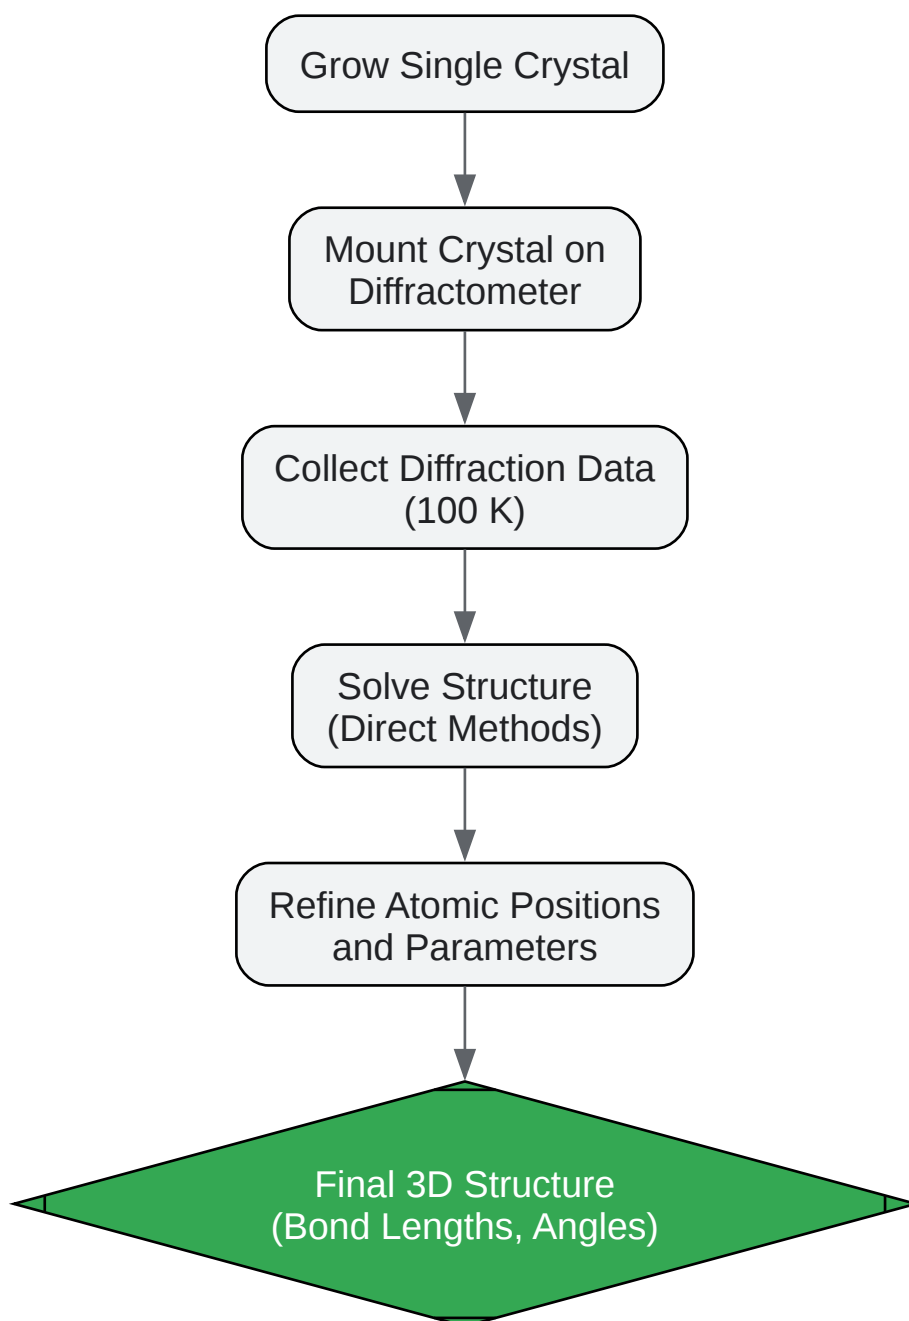 Grow Single Crystal
Mount Crystal on
Diffractometer
Collect Diffraction Data
(100 K)
Solve Structure
(Direct Methods)
Refine Atomic Positions
and Parameters
Final 3D Structure
(Bond Lengths, Angles)